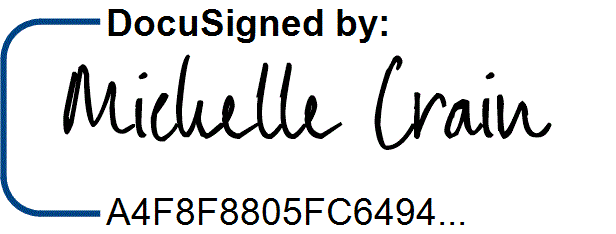 DocuSigned by:
Michelle Crain
A4F8F8805FC6494...